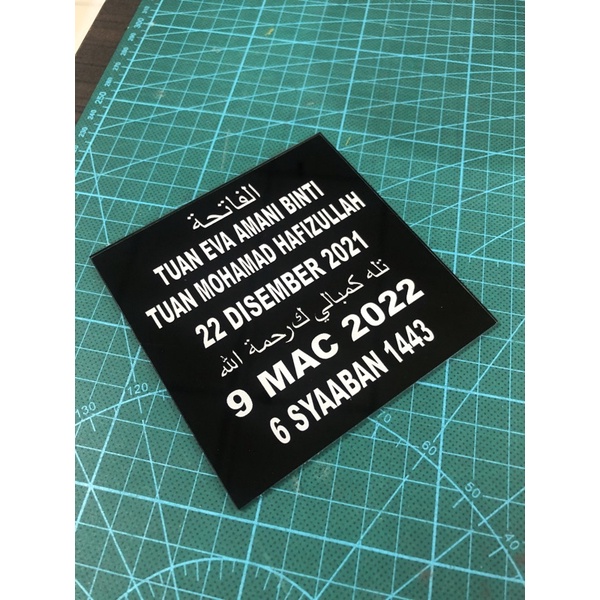 الفاتحة
TUAN EVA AMANI BINTI
TUAN MOHAMAD HAFIZULLAH
22 DISEMBER 2021
تله كمبالي ك رحمة الله
9 MAC 2022
6 SYAABAN 1443